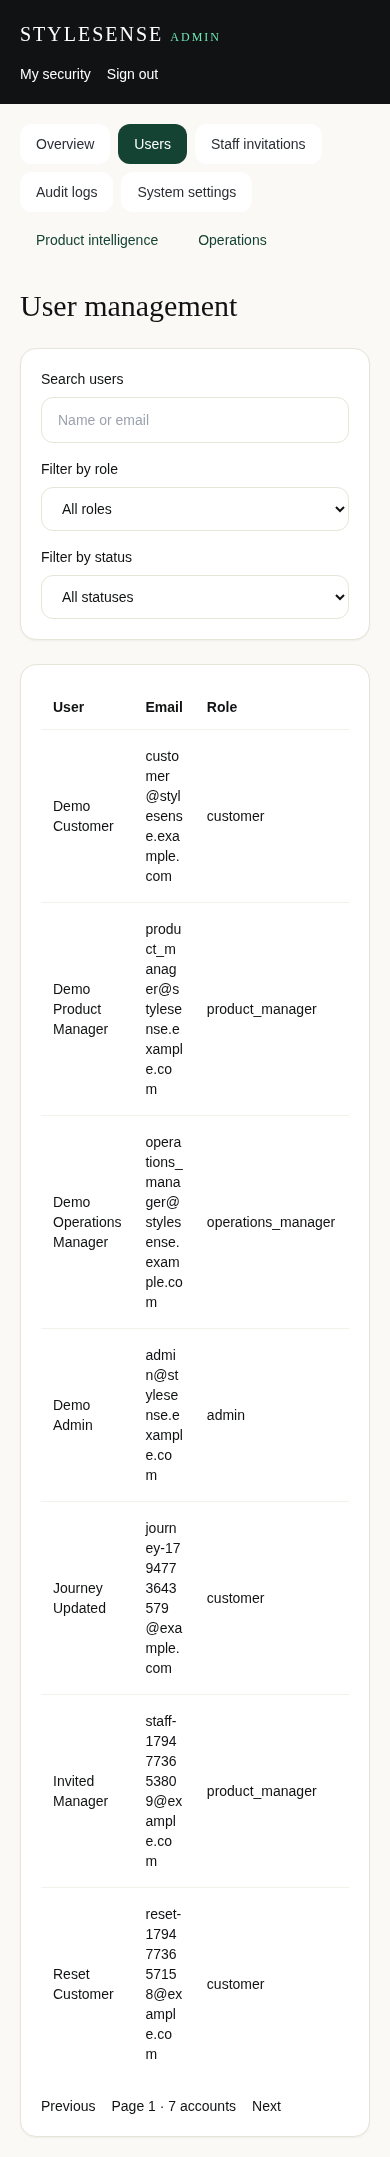 STYLESENSE ADMIN
My security Sign out
Overview Users Staff invitations
Audit logs System settings
Product intelligence Operations
User management
Search users
Name or email
Filter by role
All roles
Filter by status
All statuses
User Email Role
Demo
Customer
custo
mer
@styl
esens
e.exa
mple.
com
customer
Demo
Product
Manager
produ
ct_m
anag
er@s
tylese
nse.e
xampl
e.co
m
product_manager
Demo
Operations
Manager
opera
tions_
mana
ger@
styles
ense.
exam
ple.co
m
operations_manager
Demo
Admin
admi
n@st
ylese
nse.e
xampl
e.co
m
admin
Journey
Updated
journ
ey-17
9477
3643
579
@exa
mple.
com
customer
Invited
Manager
staff-
1794
7736
5380
9@ex
ampl
e.co
m
product_manager
Reset
Customer
reset-
1794
7736
5715
8@ex
ampl
e.co
m
customer
Previous Page 1 · 7 accounts Next